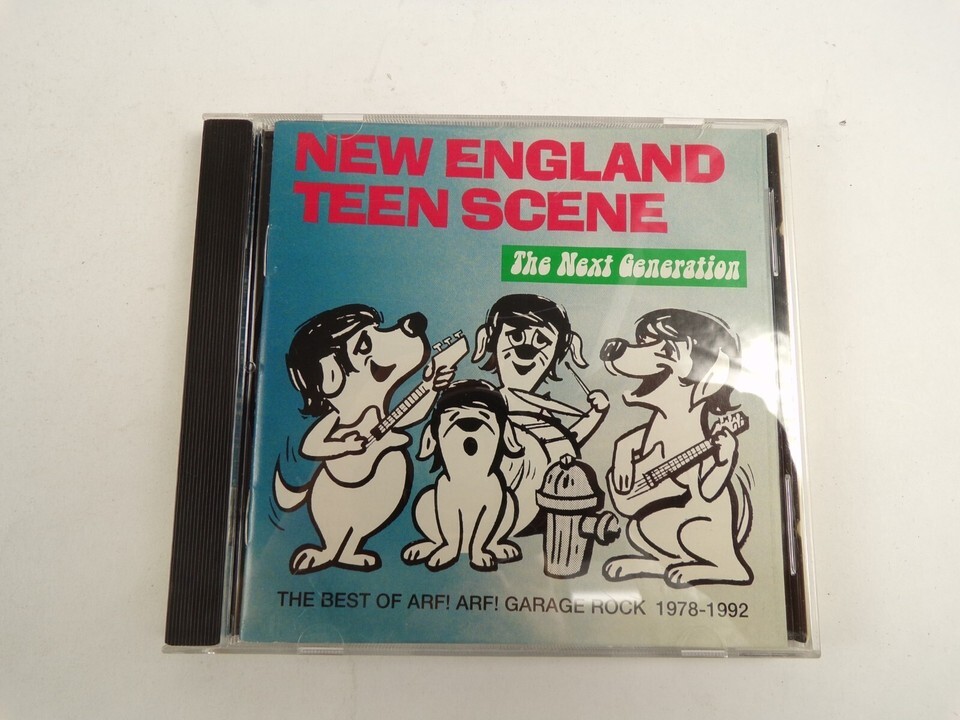 NEW ENGLAND
TEEN SCENE
The Next Generation
THE BEST OF ARF! ARF! GARAGE ROCK 1978-1992